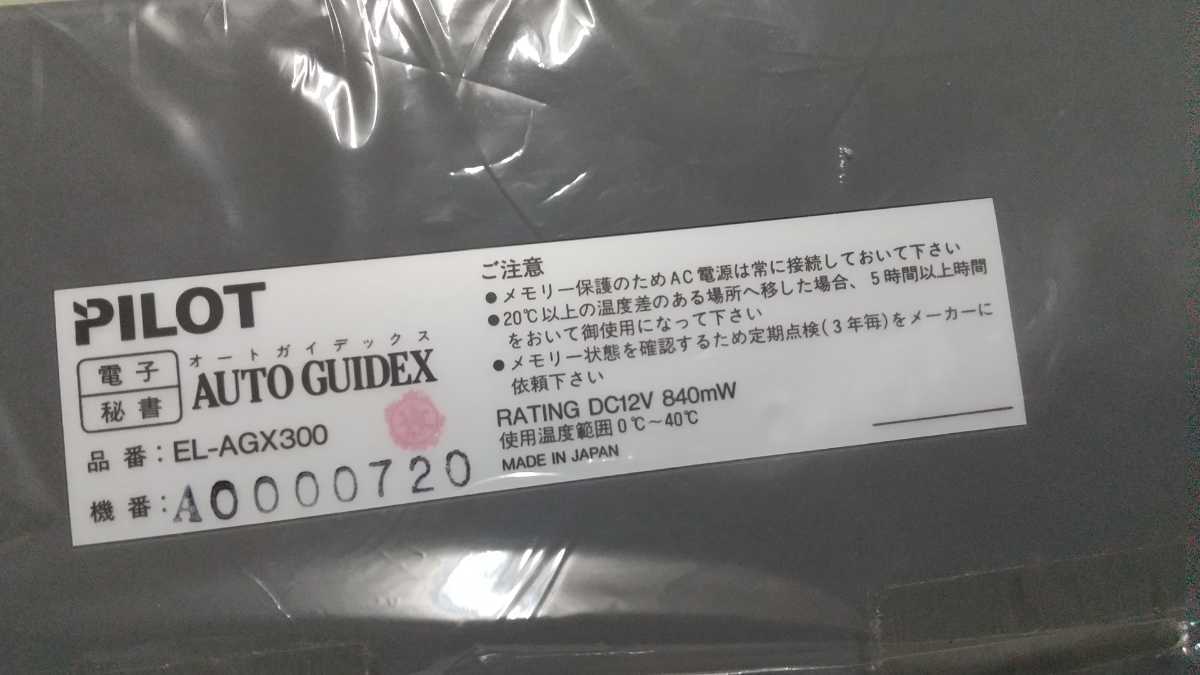 PILOT
電子
秘書
オートガイデックス
AUTO GUIDEX
品番：EL-AGX300
機番：A0000720
ご注意
●メモリー保護のためAC電源は常に接続しておいて下さい
●20℃以上の温度差のある場所へ移した場合、5時間以上時間
をおいて御使用になって下さい
●メモリー状態を確認するため定期点検(3年毎)をメーカーに
依頼下さい
RATING DC12V 840mW
使用温度範囲0℃～40℃
MADE IN JAPAN